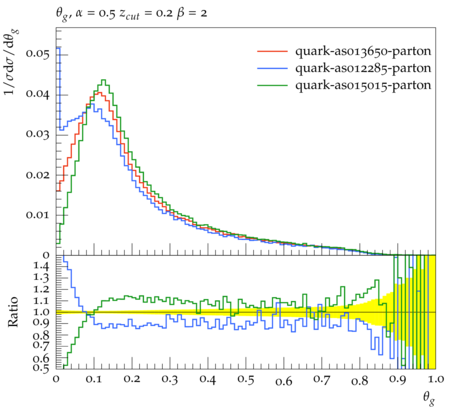 θg, α = 0.5 zcut = 0.2 β = 2
1/σdσ/dθg
quark-as013650-parton
quark-as012285-parton
quark-as015015-parton
0.05
0.04
0.03
0.02
0.01
0
Ratio
1.4
1.3
1.2
1.1
1.0
0.9
0.8
0.7
0.6
0.5
0 0.1 0.2 0.3 0.4 0.5 0.6 0.7 0.8 0.9 1.0
θg